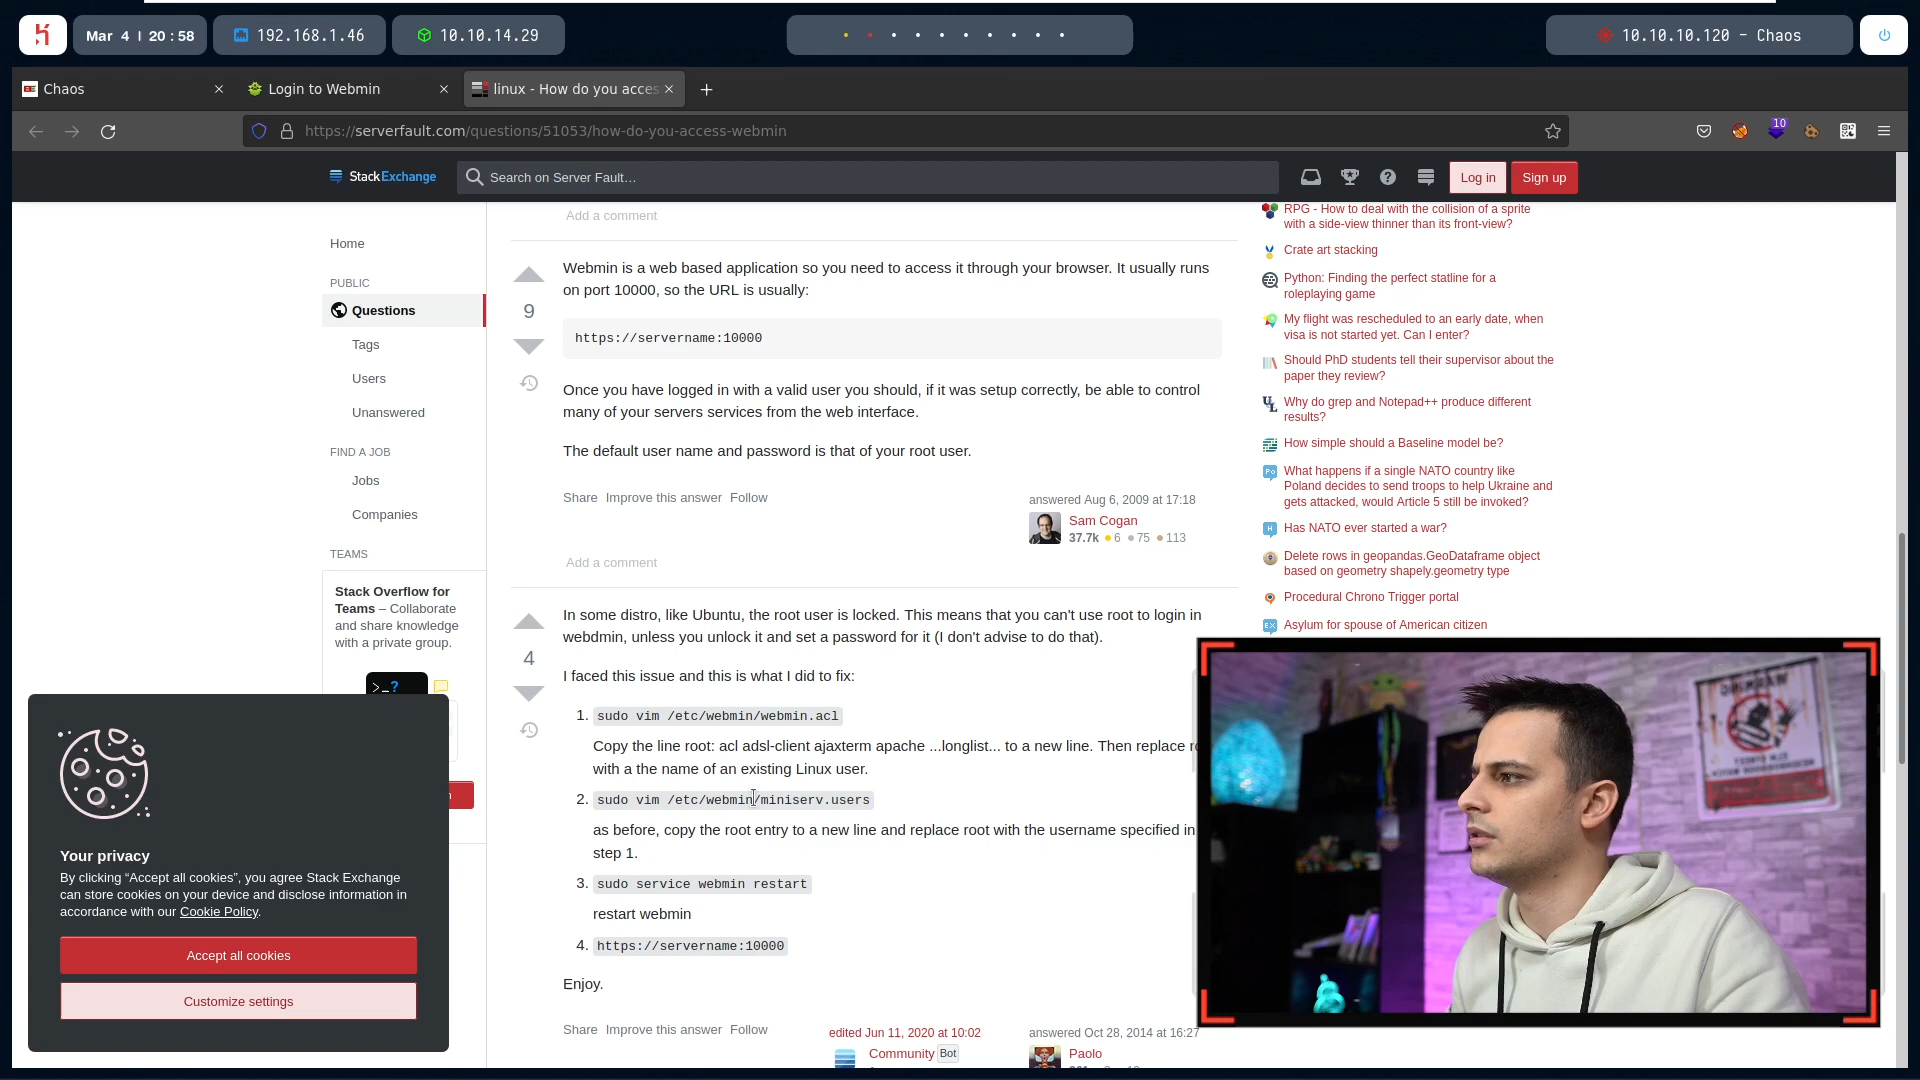 Mar 4 | 20:58
192.168.1.46
10.10.14.29
10.10.10.120 - Chaos
Chaos
Login to Webmin
linux - How do you acces
https://serverfault.com/questions/51053/how-do-you-access-webmin
10
StackExchange
Search on Server Fault…
Log in
Sign up
Home
PUBLIC
Questions
Tags
Users
Unanswered
FIND A JOB
Jobs
Companies
TEAMS
Stack Overflow for
Teams – Collaborate
and share knowledge
with a private group.
>_?
Add a comment
9
Webmin is a web based application so you need to access it through your browser. It usually runs
on port 10000, so the URL is usually:
https://servername:10000
Once you have logged in with a valid user you should, if it was setup correctly, be able to control
many of your servers services from the web interface.
The default user name and password is that of your root user.
Share Improve this answer Follow
answered Aug 6, 2009 at 17:18
Sam Cogan
37.7k 6 75 113
Add a comment
4
In some distro, like Ubuntu, the root user is locked. This means that you can't use root to login in
webdmin, unless you unlock it and set a password for it (I don't advise to do that).
I faced this issue and this is what I did to fix:
1. sudo vim /etc/webmin/webmin.acl
Copy the line root: acl adsl-client ajaxterm apache ...longlist... to a new line. Then replace
with a the name of an existing Linux user.
2. sudo vim /etc/webmin/miniserv.users
as before, copy the root entry to a new line and replace root with the username specified in
step 1.
3. sudo service webmin restart
restart webmin
4. https://servername:10000
Enjoy.
Share Improve this answer Follow
edited Jun 11, 2020 at 10:02
Community Bot
answered Oct 28, 2014 at 16:27
Paolo
RPG - How to deal with the collision of a sprite
with a side-view thinner than its front-view?
Crate art stacking
Python: Finding the perfect statline for a
roleplaying game
My flight was rescheduled to an early date, when
visa is not started yet. Can I enter?
Should PhD students tell their supervisor about the
paper they review?
Why do grep and Notepad++ produce different
results?
How simple should a Baseline model be?
What happens if a single NATO country like
Poland decides to send troops to help Ukraine and
gets attacked, would Article 5 still be invoked?
Has NATO ever started a war?
Delete rows in geopandas.GeoDataframe object
based on geometry shapely.geometry type
Procedural Chrono Trigger portal
Asylum for spouse of American citizen
Your privacy
By clicking “Accept all cookies”, you agree Stack Exchange
can store cookies on your device and disclose information in
accordance with our Cookie Policy.
Accept all cookies
Customize settings